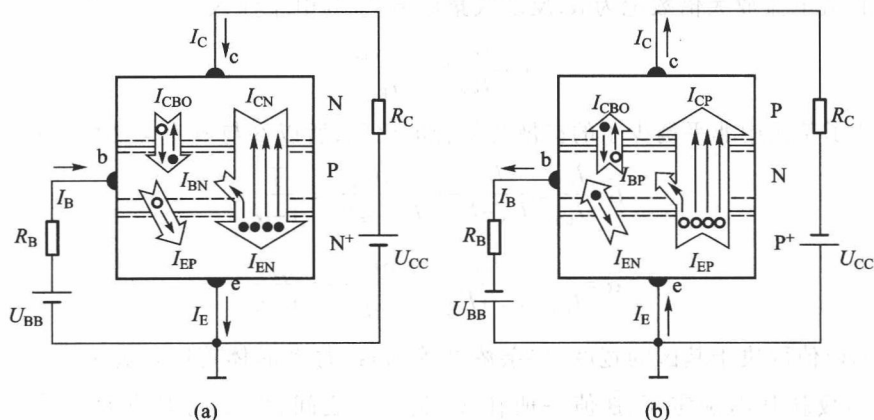 I_C
c
I_CBO
I_CN
N
R_C
b
I_BN
P
I_B
R_B
I_EP
I_EN
N⁺
U_CC
U_BB
e
I_E
(a)
I_C
c
I_CBO
I_CP
P
R_C
b
I_BP
N
I_B
R_B
I_EN
I_EP
P⁺
U_CC
U_BB
e
I_E
(b)